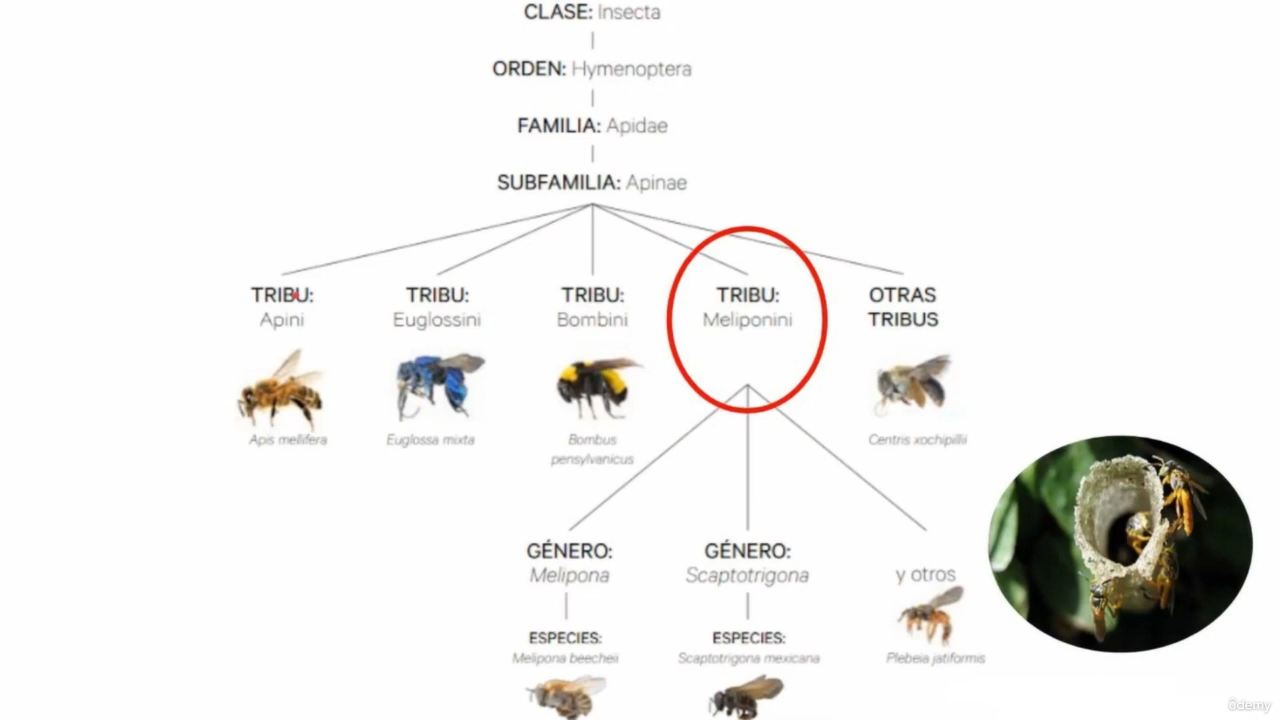 CLASE: Insecta
ORDEN: Hymenoptera
FAMILIA: Apidae
SUBFAMILIA: Apinae
TRIBU:
Apini
TRIBU:
Euglossini
TRIBU:
Bombini
TRIBU:
Meliponini
OTRAS
TRIBUS
Apis mellifera
Euglossa mixta
Bombus
pensylvanicus
Centris xochipillii
GÉNERO:
Melipona
GÉNERO:
Scaptotrigona
y otros
ESPECIES:
Melipona beecheii
ESPECIES:
Scaptotrigona mexicana
Plebeia jatiformis
ûdemy